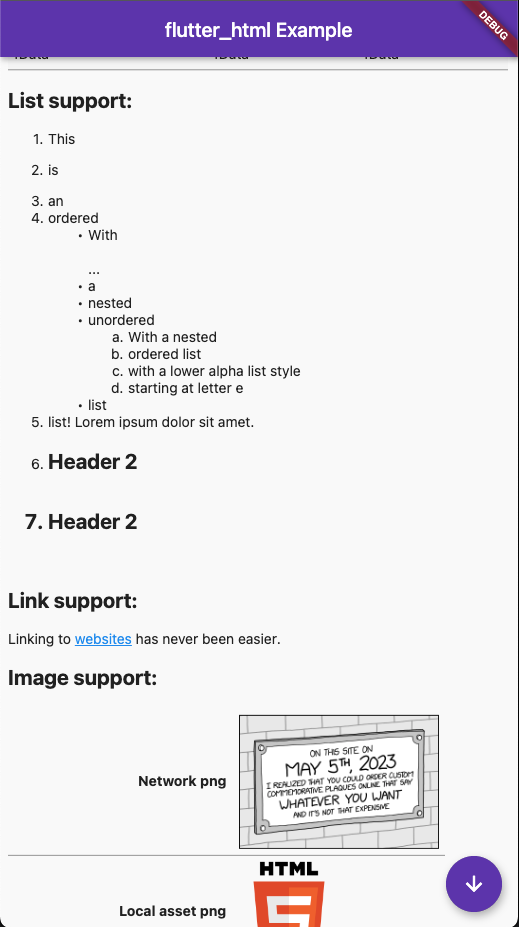 flutter_html Example
DEBUG
fData fData fData
List support:
1. This
2. is
3. an
4. ordered
• With
...
• a
• nested
• unordered
a. With a nested
b. ordered list
c. with a lower alpha list style
d. starting at letter e
• list
5. list! Lorem ipsum dolor sit amet.
6. Header 2
7. Header 2
Link support:
Linking to websites has never been easier.
Image support:
Network png
ON THIS SITE ON
MAY 5TH, 2023
I REALIZED THAT YOU COULD ORDER CUSTOM
COMMEMORATIVE PLAQUES ONLINE THAT SAY
WHATEVER YOU WANT
AND IT'S NOT THAT EXPENSIVE
HTML
Local asset png